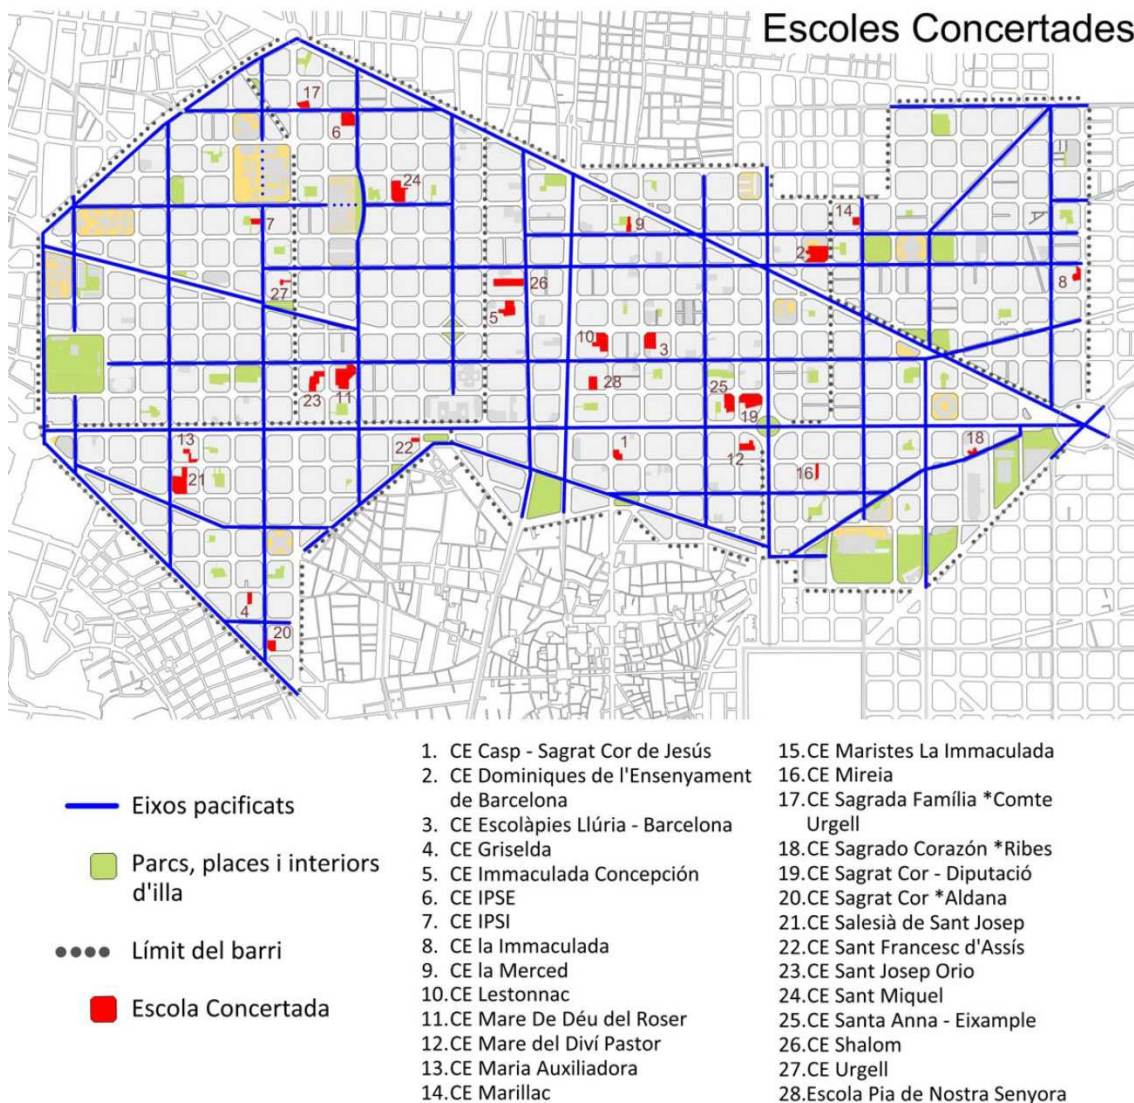 Escoles Concertades
17
6
24
7
9
14
2
8
27
26
5
10
3
28
23
11
25
19
13
22
1
12
18
21
16
4
20
Eixos pacificats
Parcs, places i interiors
d'illa
Límit del barri
Escola Concertada
1. CE Casp - Sagrat Cor de Jesús
2. CE Dominiques de l'Ensenyament
de Barcelona
3. CE Escolàpies Llúria - Barcelona
4. CE Griselda
5. CE Immaculada Concepción
6. CE IPSE
7. CE IPSI
8. CE la Immaculada
9. CE la Merced
10.CE Lestonnac
11.CE Mare De Déu del Roser
12.CE Mare del Diví Pastor
13.CE Maria Auxiliadora
14.CE Marillac
15.CE Maristes La Immaculada
16.CE Mireia
17.CE Sagrada Família *Comte
Urgell
18.CE Sagrado Corazón *Ribes
19.CE Sagrat Cor - Diputació
20.CE Sagrat Cor *Aldana
21.CE Salesià de Sant Josep
22.CE Sant Francesc d'Assís
23.CE Sant Josep Orio
24.CE Sant Miquel
25.CE Santa Anna - Eixample
26.CE Shalom
27.CE Urgell
28.Escola Pia de Nostra Senyora